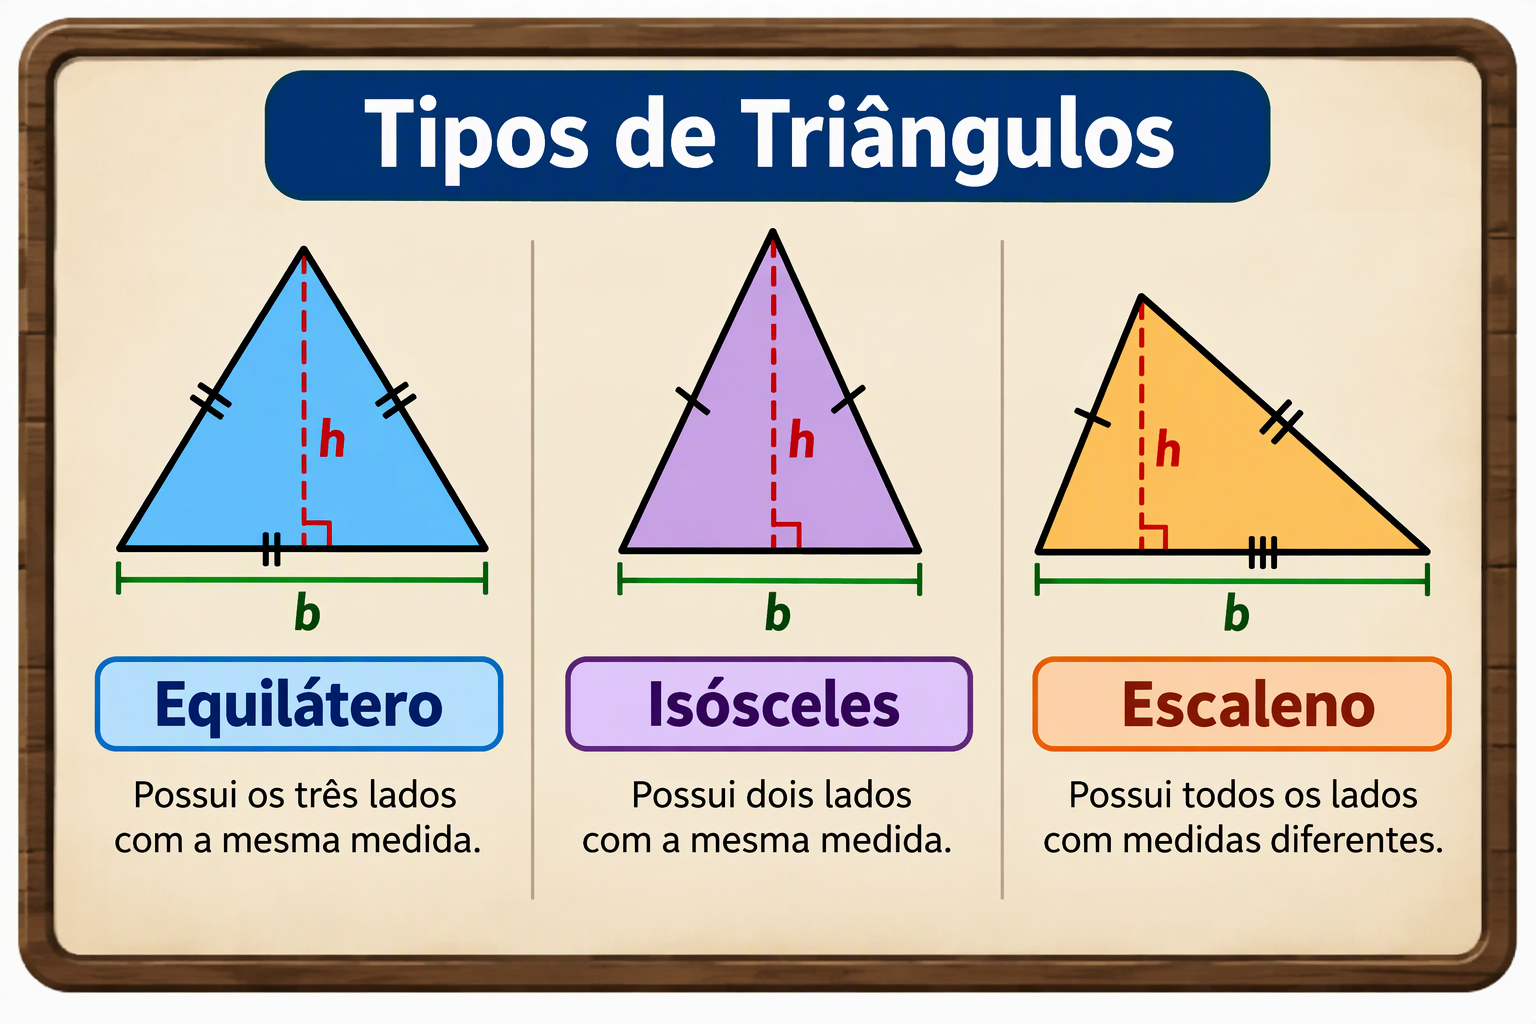 Tipos de Triângulos
h
b
Equilátero
Possui os três lados
com a mesma medida.
h
b
Isósceles
Possui dois lados
com a mesma medida.
h
b
Escaleno
Possui todos os lados
com medidas diferentes.